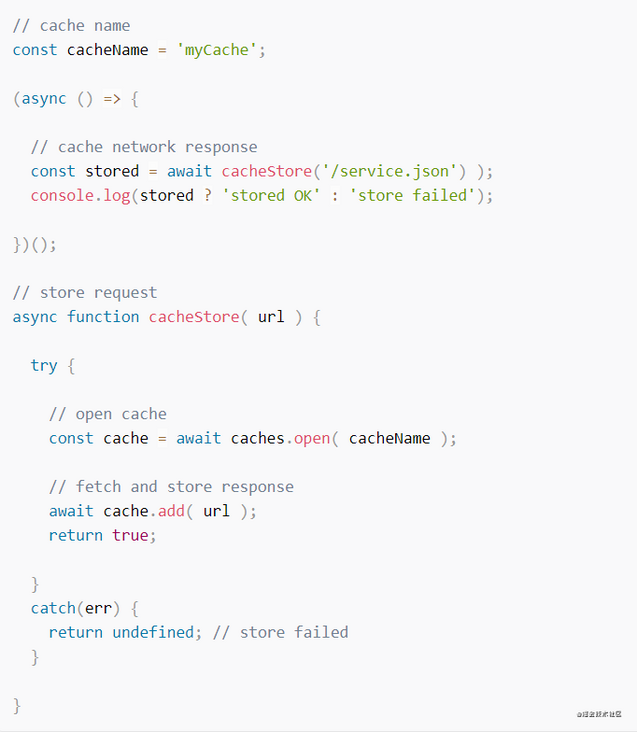 // cache name
const cacheName = 'myCache';
(async () => {
// cache network response
const stored = await cacheStore('/service.json') );
console.log(stored ? 'stored OK' : 'store failed');
})();
// store request
async function cacheStore( url ) {
try {
// open cache
const cache = await caches.open( cacheName );
// fetch and store response
await cache.add( url );
return true;
}
catch(err) {
return undefined; // store failed
}
}
@掘金技术社区